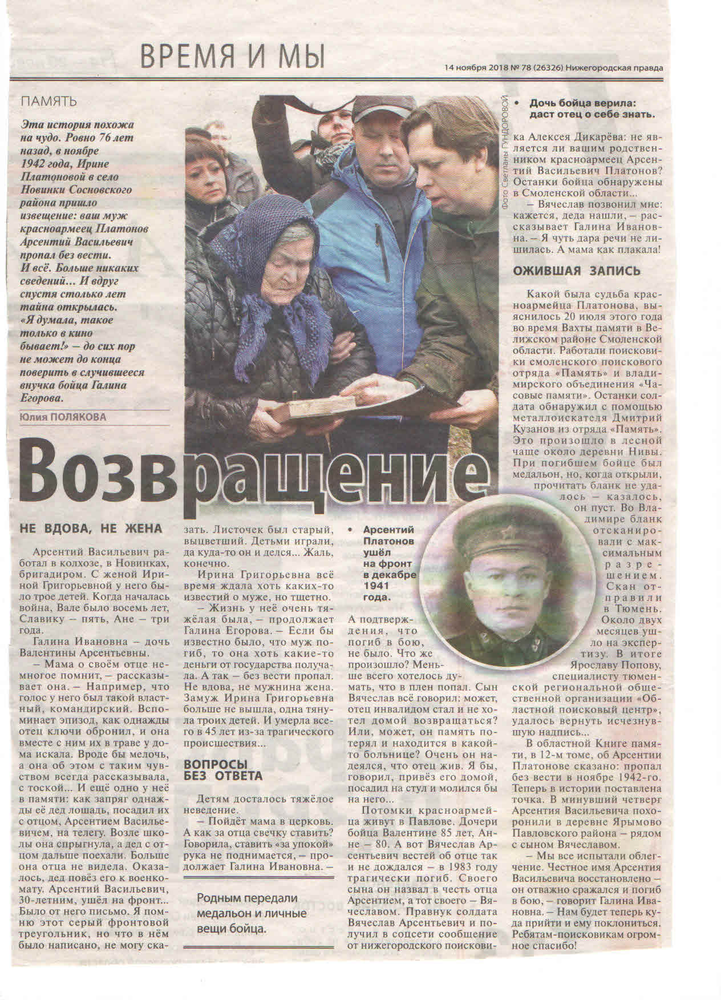 ВРЕМЯ И МЫ
14 ноября 2018 № 78 (26326) Нижегородская правда
ПАМЯТЬ
Эта история похожа
на чудо. Ровно 76 лет
назад, в ноябре
1942 года, Ирине
Платоновой в село
Новинки Сосновского
района пришло
извещение: ваш муж
красноармеец Платонов
Арсентий Васильевич
пропал без вести.
И всё. Больше никаких
сведений... И вдруг
спустя столько лет
тайна открылась.
«Я думала, такое
только в кино
бывает!» – до сих пор
не может до конца
поверить в случившееся
внучка бойца Галина
Егорова.
Юлия ПОЛЯКОВА
Фото Светланы ГУНДОРОВОЙ
Возвращение
НЕ ВДОВА, НЕ ЖЕНА
Арсентий Васильевич ра-
ботал в колхозе, в Новинках,
бригадиром. С женой Ири-
ной Григорьевной у него бы-
ло трое детей. Когда началась
война, Вале было восемь лет,
Славику – пять, Ане – три
года.
Галина Ивановна – дочь
Валентины Арсентьевны.
– Мама о своём отце не-
многое помнит, – рассказы-
вает она. – Например, что
голос у него был такой власт-
ный, командирский. Вспо-
минает эпизод, как однажды
отец ключи обронил, и она
вместе с ним их в траве у до-
ма искала. Вроде бы мелочь,
а она об этом с таким чув-
ством всегда рассказывала,
с тоской... И ещё одно у неё
в памяти: как запряг однаж-
ды её дед лошадь, посадил их
с отцом, Арсентием Василье-
вичем, на телегу. Возле шко-
лы она спрыгнула, а дед с от-
цом дальше поехали. Больше
она отца не видела. Оказа-
лось, дед повёз его к военко-
мату. Арсентий Васильевич,
30-летним, ушёл на фронт...
Было от него письмо. Я пом-
ню этот серый фронтовой
треугольник, но что в нём
было написано, не могу ска-
зать. Листочек был старый,
выцветший. Детьми играли,
да куда-то он и делся... Жаль,
конечно.
Ирина Григорьевна всё
время ждала хоть каких-то
известий о муже, но тщетно.
– Жизнь у неё очень тя-
жёлая была, – продолжает
Галина Егорова. – Если бы
известно было, что муж по-
гиб, то она хоть какие-то
деньги от государства получа-
ла. А так – без вести пропал.
Не вдова, не мужнина жена.
Замуж Ирина Григорьевна
больше не вышла, одна тяну-
ла троих детей. И умерла все-
го в 45 лет из-за трагического
происшествия...
ВОПРОСЫ
БЕЗ ОТВЕТА
Детям досталось тяжёлое
неведение.
– Пойдёт мама в церковь.
А как за отца свечку ставить?
Говорила, ставить «за упокой»
рука не поднимается, – про-
должает Галина Ивановна. –
Родным передали
медальон и личные
вещи бойца.
• Арсентий
Платонов
ушёл
на фронт
в декабре
1941
года.
А подтверж-
дения, что
погиб в бою,
не было. Что же
произошло? Мень-
ше всего хотелось ду-
мать, что в плен попал. Сын
Вячеслав всё говорил: может,
отец инвалидом стал и не хо-
тел домой возвращаться?
Или, может, он память по-
терял и находится в какой-
то больнице? Очень он на-
деялся, что отец жив. Я бы,
говорил, привёз его домой,
посадил на стул и молился бы
на него...
Потомки красноармей-
ца живут в Павлове. Дочери
бойца Валентине 85 лет, Ан-
не – 80. А вот Вячеслав Ар-
сентьевич вестей об отце так
и не дождался – в 1983 году
трагически погиб. Своего
сына он назвал в честь отца
Арсентием, а тот своего – Вя-
чеславом. Правнук солдата
Вячеслав Арсентьевич и по-
лучил в соцсети сообщение
от нижегородского поискови-
• Дочь бойца верила:
даст отец о себе знать.
ка Алексея Дикарёва: не яв-
ляется ли вашим родствен-
ником красноармеец Арсен-
тий Васильевич Платонов?
Останки бойца обнаружены
в Смоленской области...
– Вячеслав позвонил мне:
кажется, деда нашли, – рас-
сказывает Галина Ивановн-
на. – Я чуть дара речи не ли-
шилась. А мама как плакала!
ОЖИВШАЯ ЗАПИСЬ
Какой была судьба крас-
ноармейца Платонова, вы-
яснилось 20 июля этого года
во время Вахты памяти в Ве-
лижском районе Смоленской
области. Работали поискови-
ки смоленского поискового
отряда «Память» и влади-
мирского объединения «Ча-
совые памяти». Останки сол-
дата обнаружил с помощью
металлоискателя Дмитрий
Кузанов из отряда «Память».
Это произошло в лесной
чаще около деревни Нивы.
При погибшем бойце был
медальон, но, когда открыли,
прочитать бланк не уда-
лось – казалось,
он пуст. Во Вла-
димире бланк
отсканиро-
вали с мак-
симальным
разре-
шением.
Скан от-
правили
в Тюмень.
Около двух
месяцев уш-
ло на экспер-
тизу. В итоге
Ярославу Попову,
специалисту тюмен-
ской региональной обще-
ственной организации «Об-
ластной поисковый центр»,
удалось вернуть исчезнув-
шую надпись...
В областной Книге памя-
ти, в 12-м томе, об Арсентии
Платонове сказано: пропал
без вести в ноябре 1942-го.
Теперь в истории поставлена
точка. В минувший четверг
Арсентия Васильевича похо-
ронили в деревне Ярымово
Павловского района – рядом
с сыном Вячеславом.
– Мы все испытали облег-
чение. Честное имя Арсентия
Васильевича восстановлено –
он отважно сражался и погиб
в бою, – говорит Галина Ива-
новна. – Нам будет теперь ку-
да прийти и ему поклониться.
Ребятам-поисковикам огром-
ное спасибо!